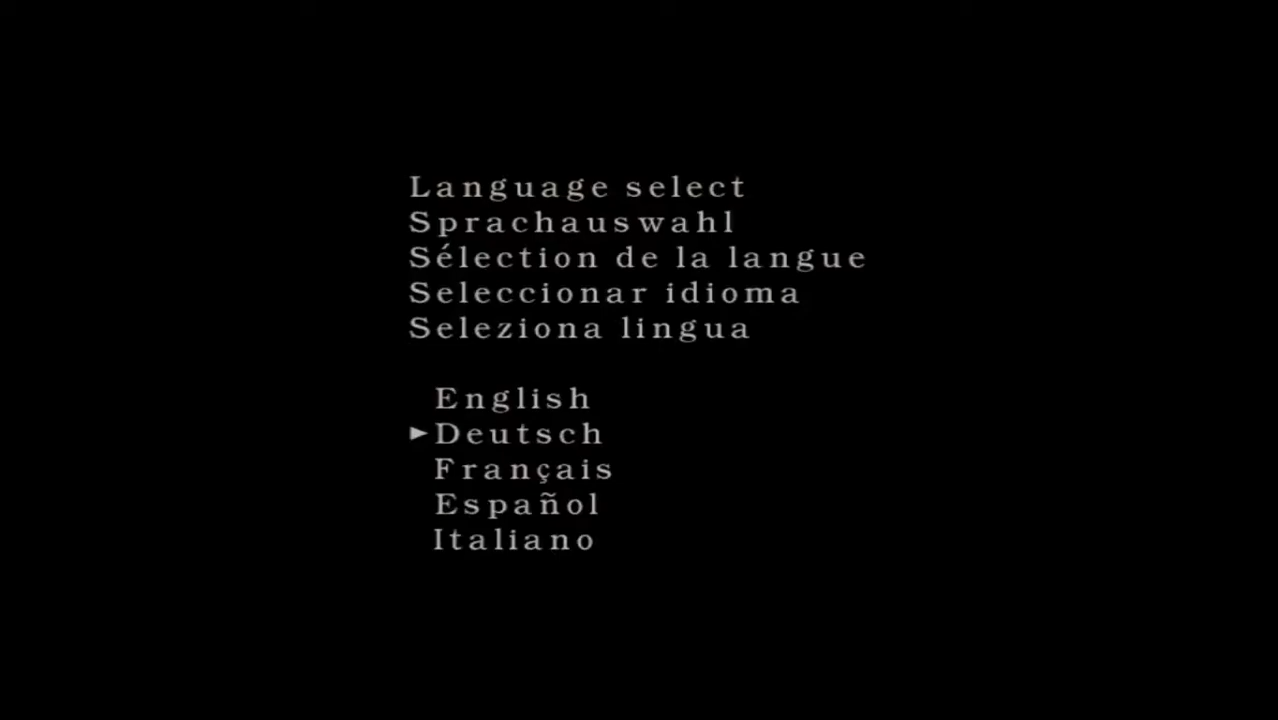 Language select
Sprachauswahl
Sélection de la langue
Seleccionar idioma
Seleziona lingua
English
►Deutsch
Français
Español
Italiano